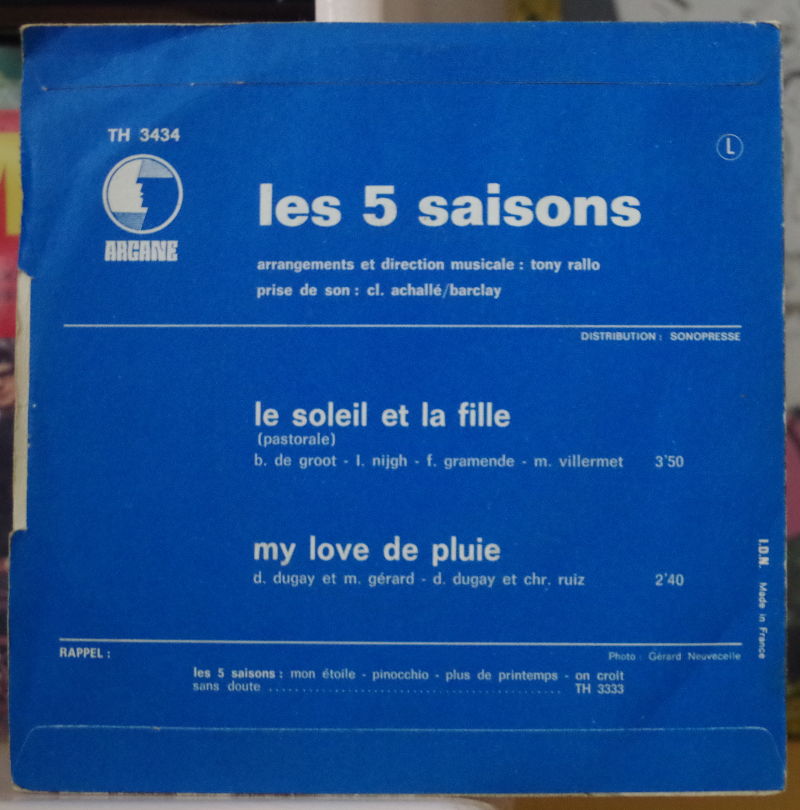 TH 3434
L
ARCANE
les 5 saisons
arrangements et direction musicale : tony rallo
prise de son : cl. achallé/barclay
DISTRIBUTION : SONOPRESSE
le soleil et la fille
(pastorale)
b. de groot - l. nijgh - f. gramende - m. villermet 3'50
my love de pluie
d. dugay et m. gérard - d. dugay et chr. ruiz 2'40
I.D.N. Made in France
RAPPEL :
Photo : Gérard Neuvecelle
les 5 saisons : mon étoile - pinocchio - plus de printemps - on croit
sans doute ........................................ TH 3333